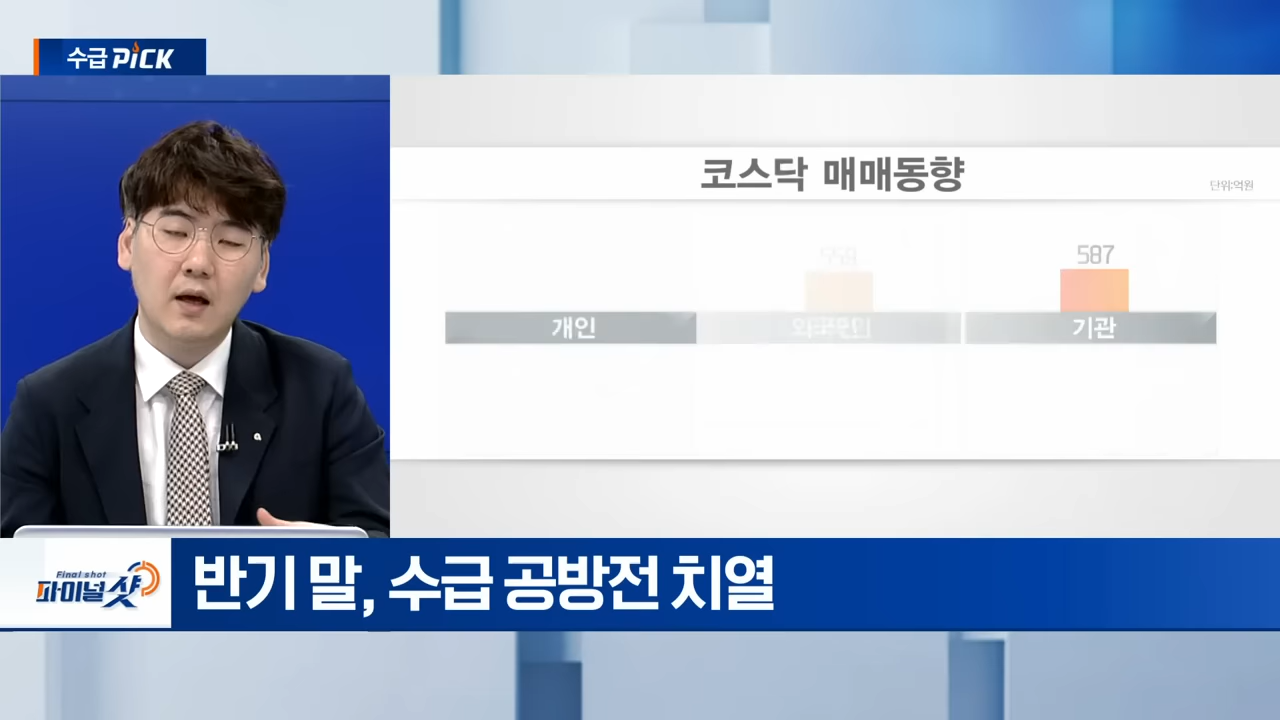 수급 PiCK
코스닥 매매동향
단위:억원
587
개인
기관
Final shot
파이널샷
반기 말, 수급 공방전 치열